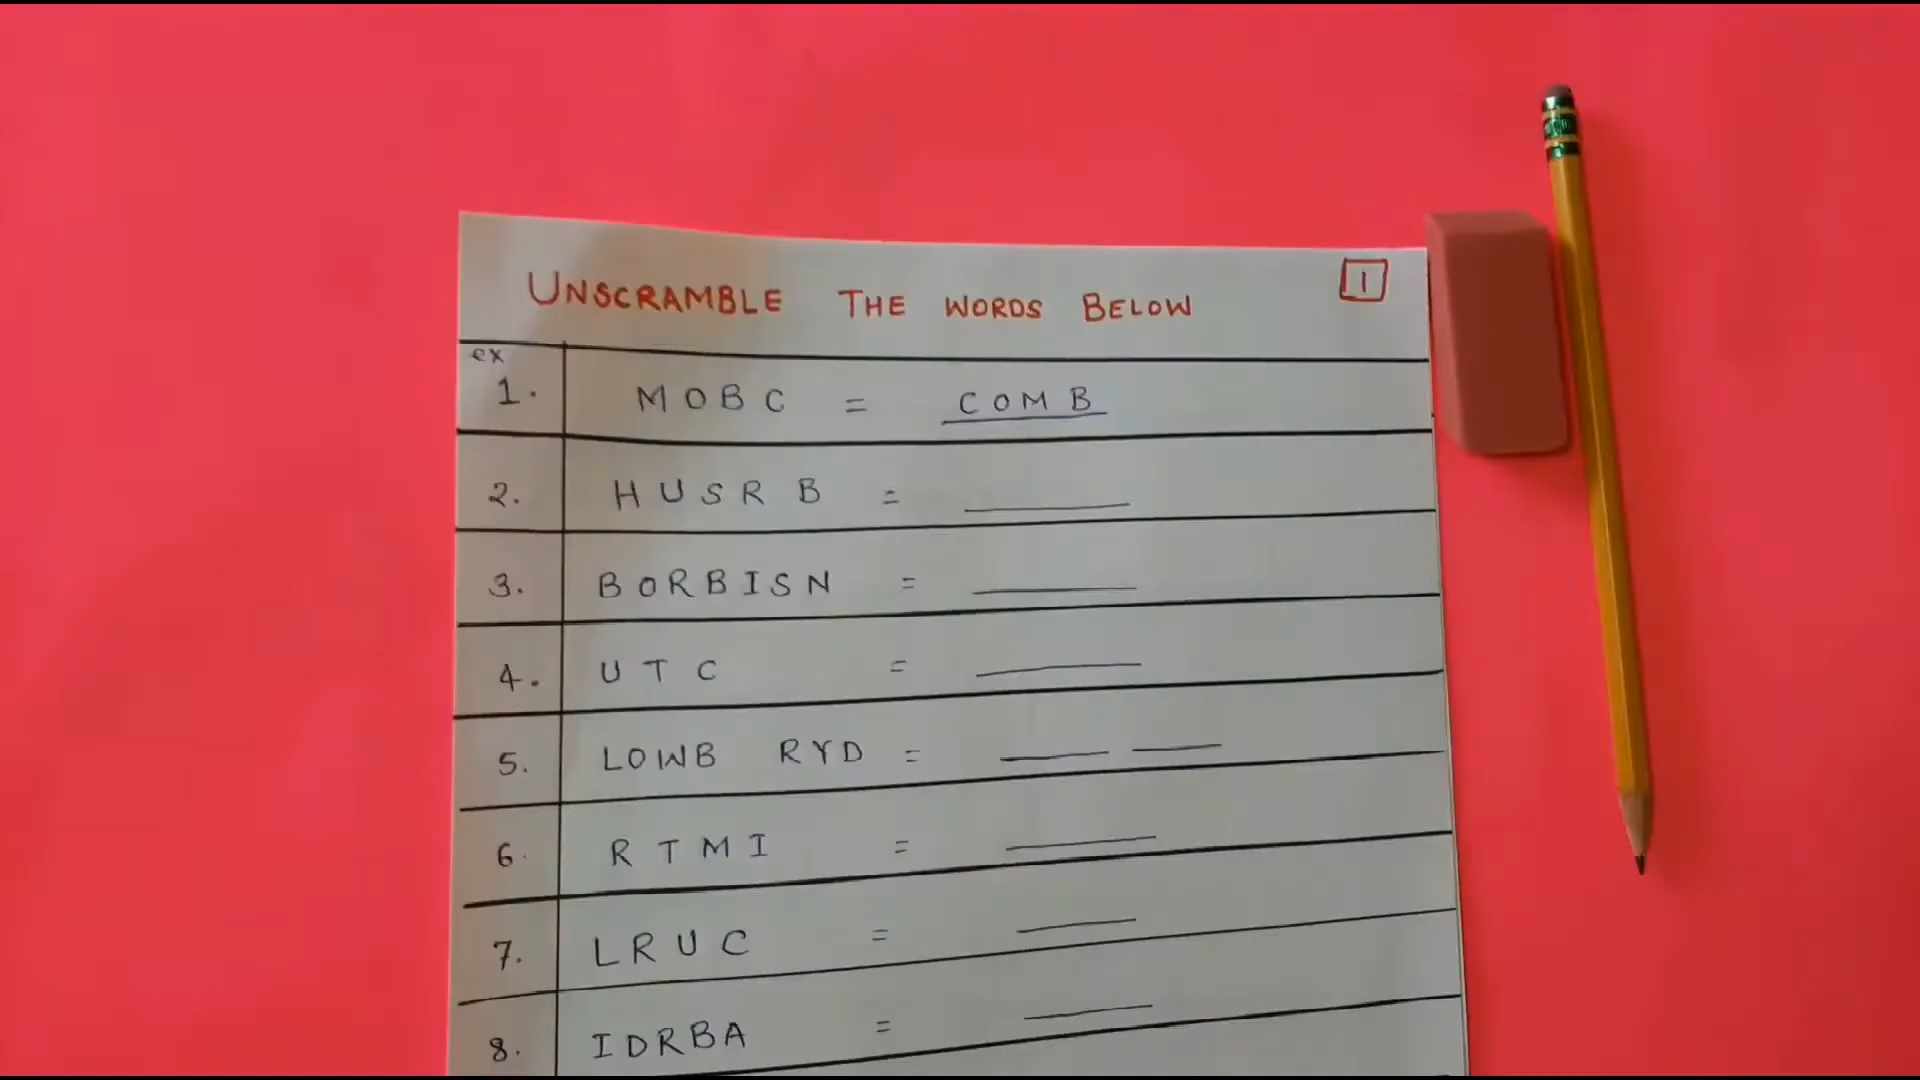 UNSCRAMBLE THE WORDS BELOW 1
ex
1. MOBC = COMB
2. HUSRB =
3. BORBISN =
4. UTC =
5. LOWB RYD =
6. RTMI =
7. LRUC =
8. IDRBA =